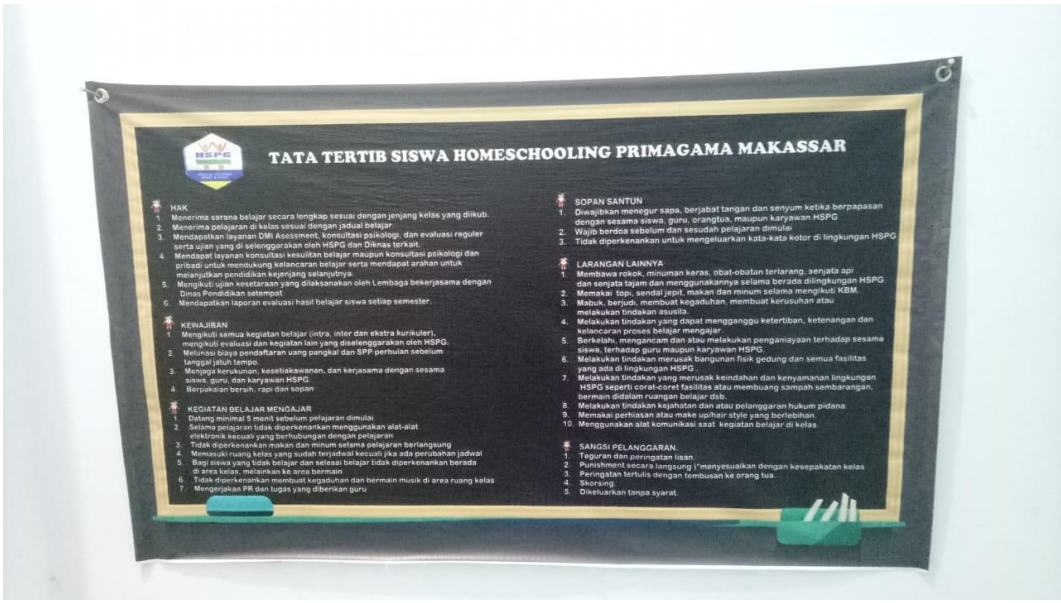 HSPG
TATA TERTIB SISWA HOMESCHOOLING PRIMAGAMA MAKASSAR
HAK
1. Menerima sarana belajar secara lengkap sesuai dengan jenjang kelas yang diikuti.
2. Menerima pelajaran di kelas sesuai dengan jadual belajar
3. Mendapatkan layanan DMI Asessment, konsultasi psikologi, dan evaluasi reguler
serta ujian yang di selenggarakan oleh HSPG dan Diknas terkait.
4. Mendapat layanan konsultasi kesulitan belajar maupun konsultasi psikologi dan
pribadi untuk mendukung kelancaran belajar serta mendapat arahan untuk
melanjutkan pendidikan kejenjang selanjutnya.
5. Mengikuti ujian kesetaraan yang dilaksanakan oleh Lembaga bekerjasama dengan
Dinas Pendidikan setempat
6. Mendapatkan laporan evaluasi hasil belajar siswa setiap semester.
KEWAJIBAN
1. Mengikuti semua kegiatan belajar (intra, inter dan ekstra kurikuler),
mengikuti evaluasi dan kegiatan lain yang diselenggarakan oleh HSPG.
2. Melunasi biaya pendaftaran uang pangkal dan SPP perbulan sebelum
tanggal jatuh tempo.
3. Menjaga kerukunan, kesetiakawanan, dan kerjasama dengan sesama
siswa, guru, dan karyawan HSPG.
4. Berpakaian bersih, rapi dan sopan
KEGIATAN BELAJAR MENGAJAR
1. Datang minimal 5 menit sebelum pelajaran dimulai
2. Selama pelajaran tidak diperkenankan menggunakan alat-alat
elektronik kecuali yang berhubungan dengan pelajaran
3. Tidak diperkenankan makan dan minum selama pelajaran berlangsung
4. Memasuki ruang kelas yang sudah terjadwal kecuali jika ada perubahan jadwal
5. Bagi siswa yang tidak belajar dan selesai belajar tidak diperkenankan berada
di area kelas, melainkan ke area bermain
6. Tidak diperkenankan membuat kegaduhan dan bermain musik di area ruang kelas
7. Mengerjakan PR dan tugas yang diberikan guru
SOPAN SANTUN
1. Diwajibkan menegur sapa, berjabat tangan dan senyum ketika berpapasan
dengan sesama siswa, guru, orangtua, maupun karyawan HSPG
2. Wajib berdoa sebelum dan sesudah pelajaran dimulai
3. Tidak diperkenankan untuk mengeluarkan kata-kata kotor di lingkungan HSPG
LARANGAN LAINNYA
1. Membawa rokok, minuman keras, obat-obatan terlarang, senjata api
dan senjata tajam dan menggunakannya selama berada dilingkungan HSPG
2. Memakai topi, sendal jepit, makan dan minum selama mengikuti KBM.
3. Mabuk, berjudi, membuat kegaduhan, membuat kerusuhan atau
melakukan tindakan asusila.
4. Melakukan tindakan yang dapat mengganggu ketertiban, ketenangan dan
kelancaran proses belajar mengajar.
5. Berkelahi, mengancam dan atau melakukan penganiayaan terhadap sesama
siswa, terhadap guru maupun karyawan HSPG.
6. Melakukan tindakan merusak bangunan fisik gedung dan semua fasilitas
yang ada di lingkungan HSPG .
7. Melakukan tindakan yang merusak keindahan dan kenyamanan lingkungan
HSPG seperti corat-coret fasilitas atau membuang sampah sembarangan,
bermain didalam ruangan belajar dsb.
8. Melakukan tindakan kejahatan dan atau pelanggaran hukum pidana.
9. Memakai perhiasan atau make up/hair style yang berlebihan.
10. Menggunakan alat komunikasi saat kegiatan belajar di kelas.
SANGSI PELANGGARAN.
1. Teguran dan peringatan lisan.
2. Punishment secara langsung )*menyesuaikan dengan kesepakatan kelas
3. Peringatan tertulis dengan tembusan ke orang tua.
4. Skorsing.
5. Dikeluarkan tanpa syarat.